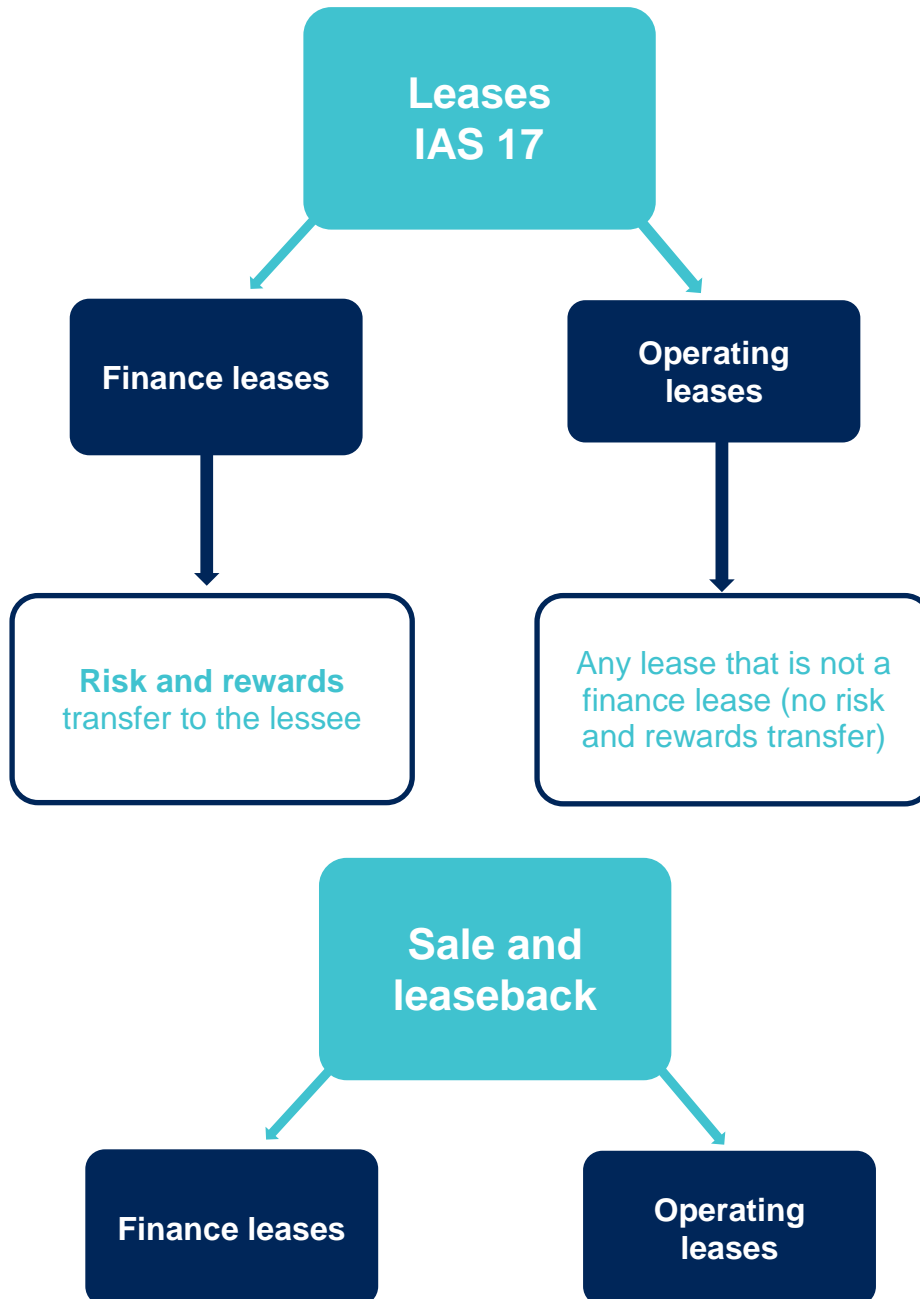 Leases
IAS 17
Finance leases
Operating
leases
Risk and rewards
transfer to the lessee
Any lease that is not a
finance lease (no risk
and rewards transfer)
Sale and
leaseback
Finance leases
Operating
leases